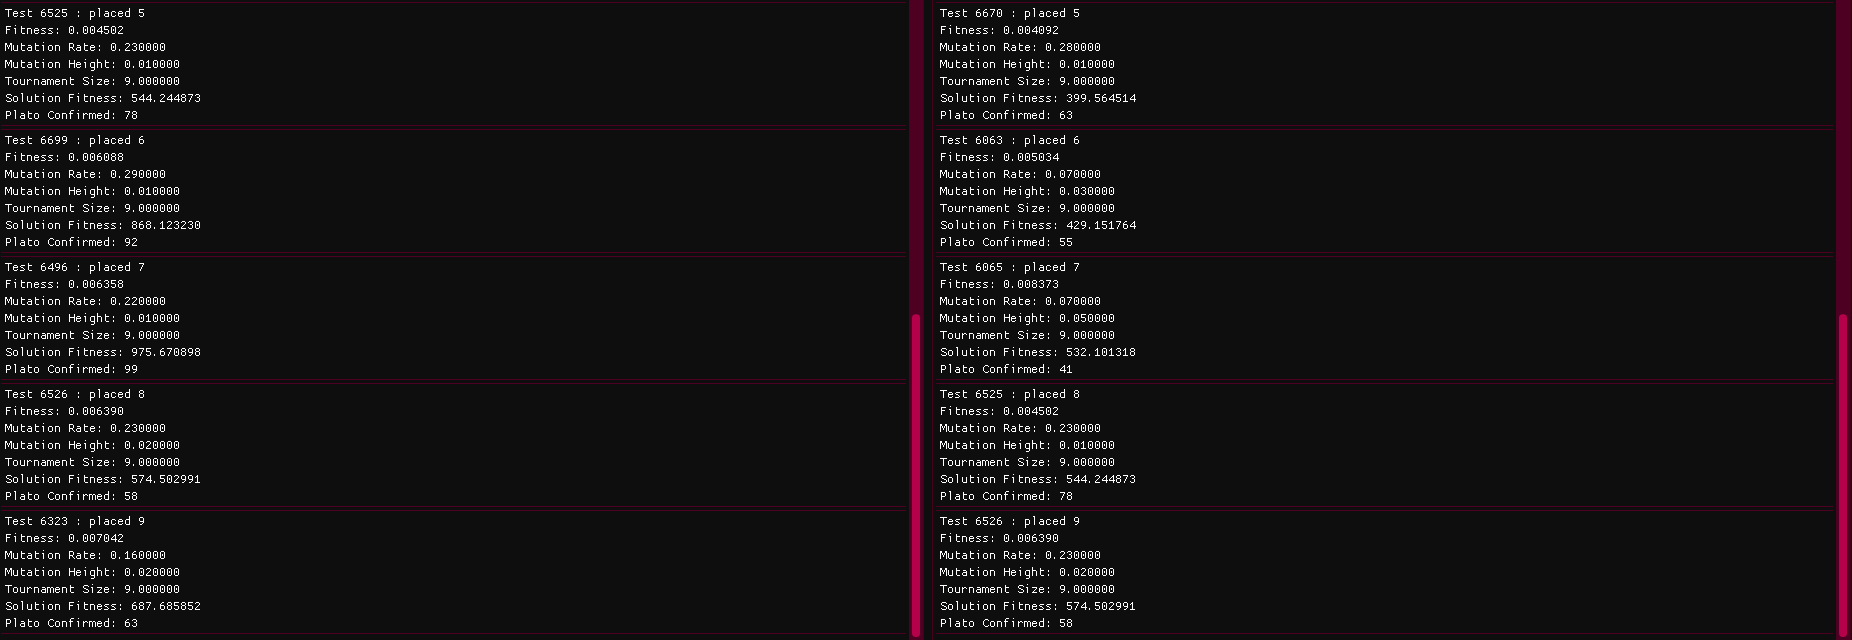 Test 6525 : placed 5
Fitness: 0.004502
Mutation Rate: 0.230000
Mutation Height: 0.010000
Tournament Size: 9.000000
Solution Fitness: 544.244873
Plato Confirmed: 78
Test 6699 : placed 6
Fitness: 0.006088
Mutation Rate: 0.290000
Mutation Height: 0.010000
Tournament Size: 9.000000
Solution Fitness: 868.123230
Plato Confirmed: 92
Test 6496 : placed 7
Fitness: 0.006358
Mutation Rate: 0.220000
Mutation Height: 0.010000
Tournament Size: 9.000000
Solution Fitness: 975.670898
Plato Confirmed: 99
Test 6526 : placed 8
Fitness: 0.006390
Mutation Rate: 0.230000
Mutation Height: 0.020000
Tournament Size: 9.000000
Solution Fitness: 574.502991
Plato Confirmed: 58
Test 6323 : placed 9
Fitness: 0.007042
Mutation Rate: 0.160000
Mutation Height: 0.020000
Tournament Size: 9.000000
Solution Fitness: 687.685852
Plato Confirmed: 63
Test 6670 : placed 5
Fitness: 0.004092
Mutation Rate: 0.280000
Mutation Height: 0.010000
Tournament Size: 9.000000
Solution Fitness: 399.564514
Plato Confirmed: 63
Test 6063 : placed 6
Fitness: 0.005034
Mutation Rate: 0.070000
Mutation Height: 0.030000
Tournament Size: 9.000000
Solution Fitness: 429.151764
Plato Confirmed: 55
Test 6065 : placed 7
Fitness: 0.008373
Mutation Rate: 0.070000
Mutation Height: 0.050000
Tournament Size: 9.000000
Solution Fitness: 532.101318
Plato Confirmed: 41
Test 6525 : placed 8
Fitness: 0.004502
Mutation Rate: 0.230000
Mutation Height: 0.010000
Tournament Size: 9.000000
Solution Fitness: 544.244873
Plato Confirmed: 78
Test 6526 : placed 9
Fitness: 0.006390
Mutation Rate: 0.230000
Mutation Height: 0.020000
Tournament Size: 9.000000
Solution Fitness: 574.502991
Plato Confirmed: 58